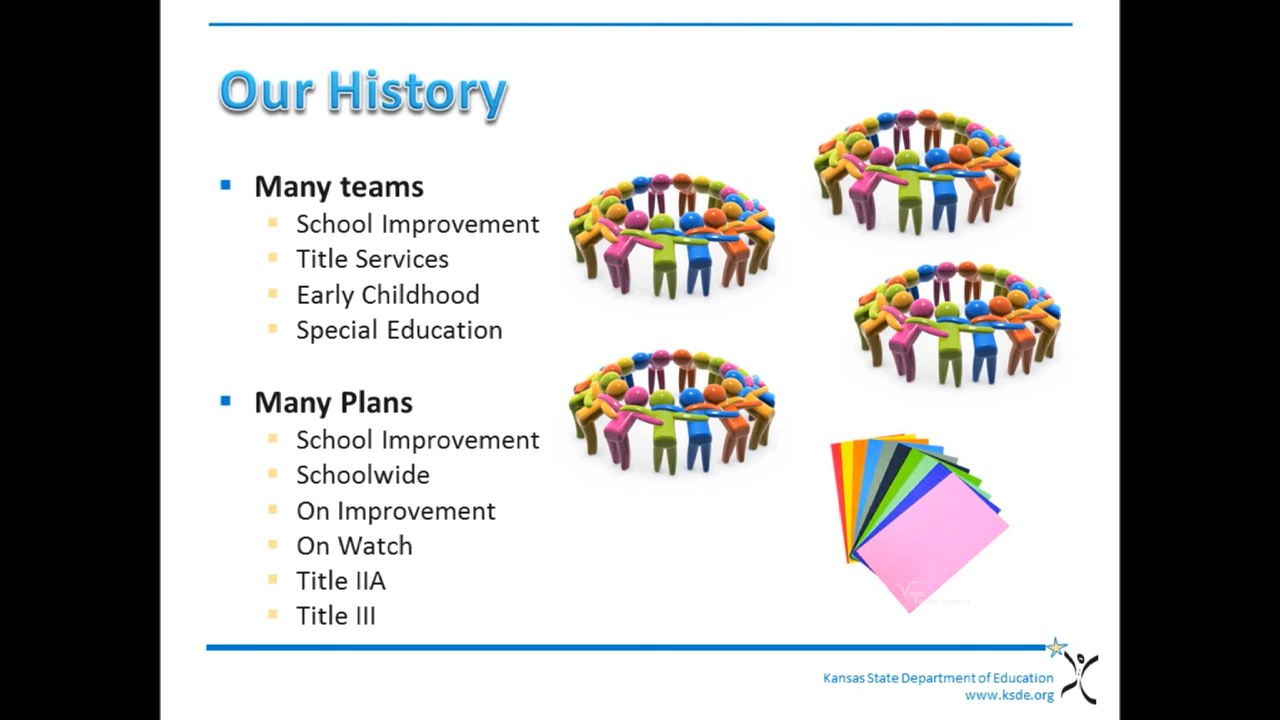 Our History
Many teams
School Improvement
Title Services
Early Childhood
Special Education
Many Plans
School Improvement
Schoolwide
On Improvement
On Watch
Title IIA
Title III
Kansas State Department of Education
www.ksde.org